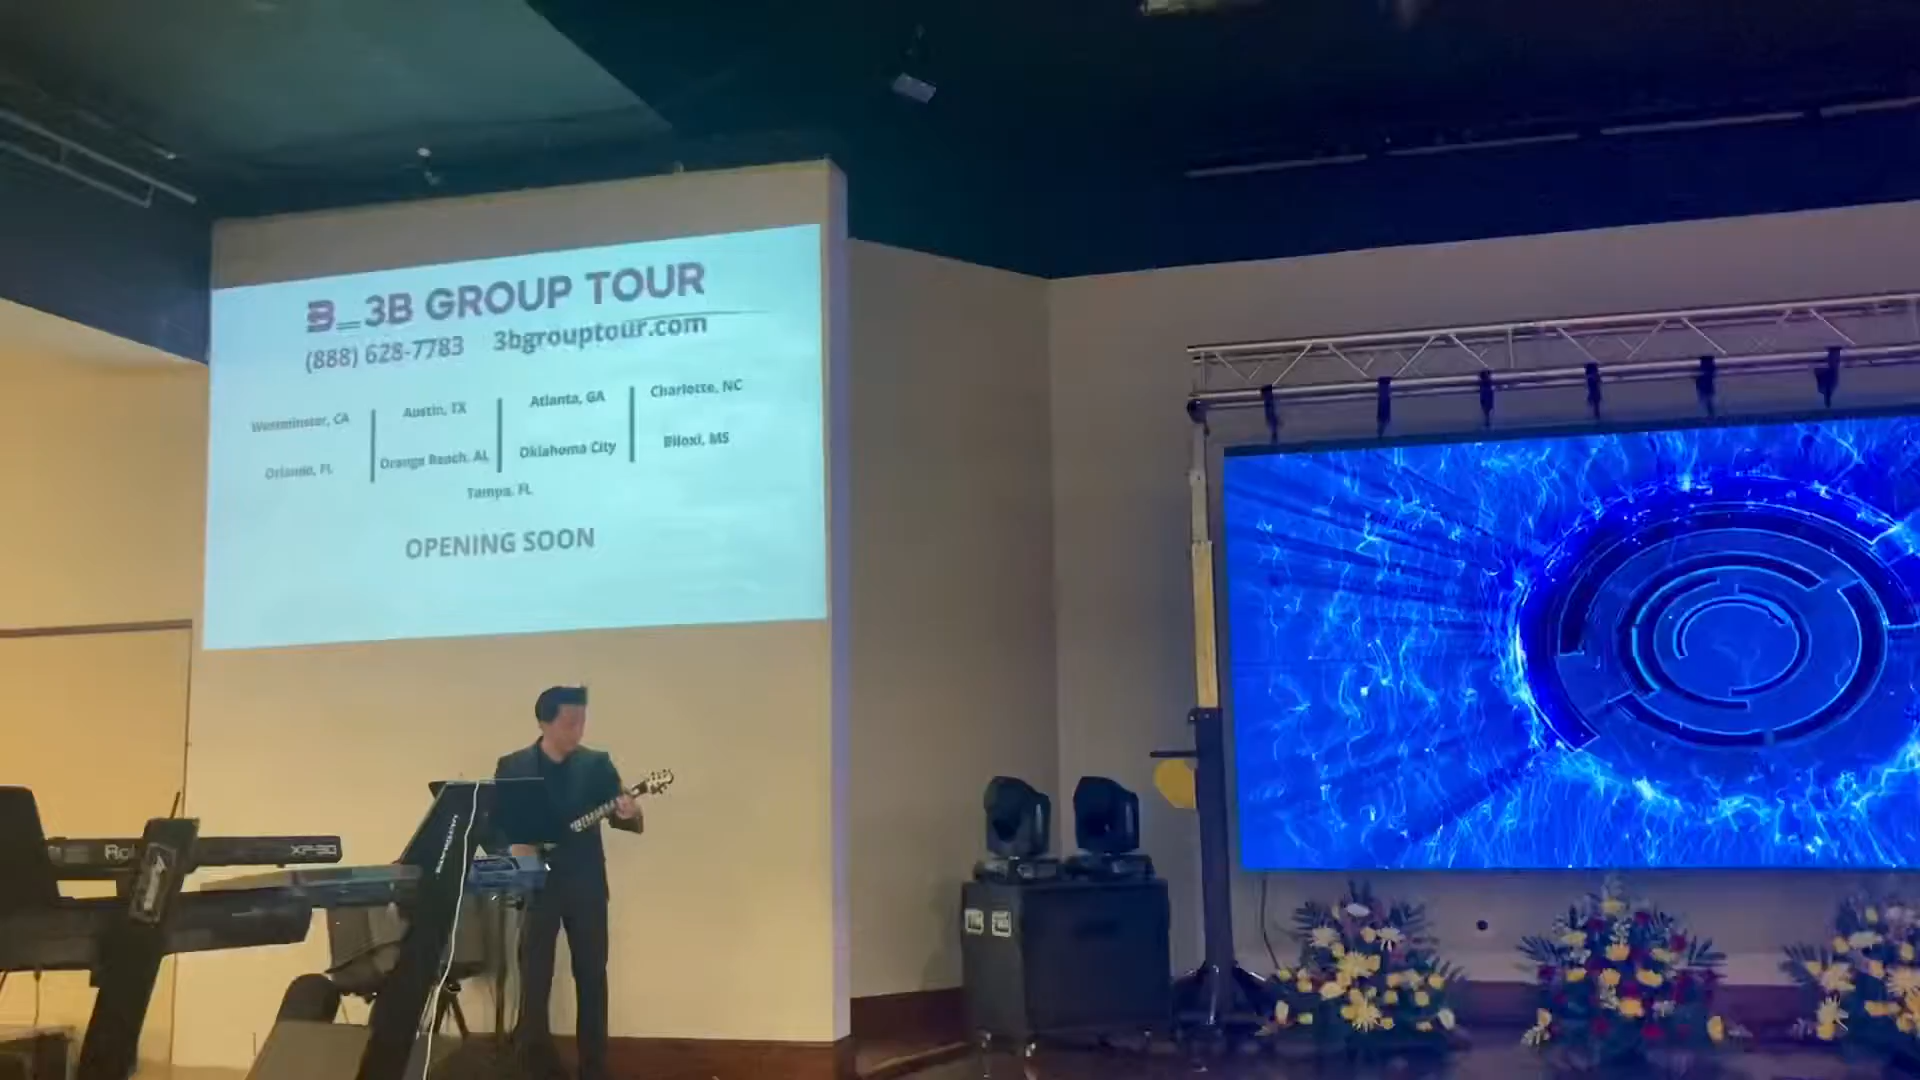 B_3B GROUP TOUR
(888) 628-7783 3bgrouptour.com
Westminster, CA Austin, TX Atlanta, GA Charlotte, NC
Orlando, FL Orange Beach, AL Oklahoma City Biloxi, MS
Tampa, FL
OPENING SOON
XP-30